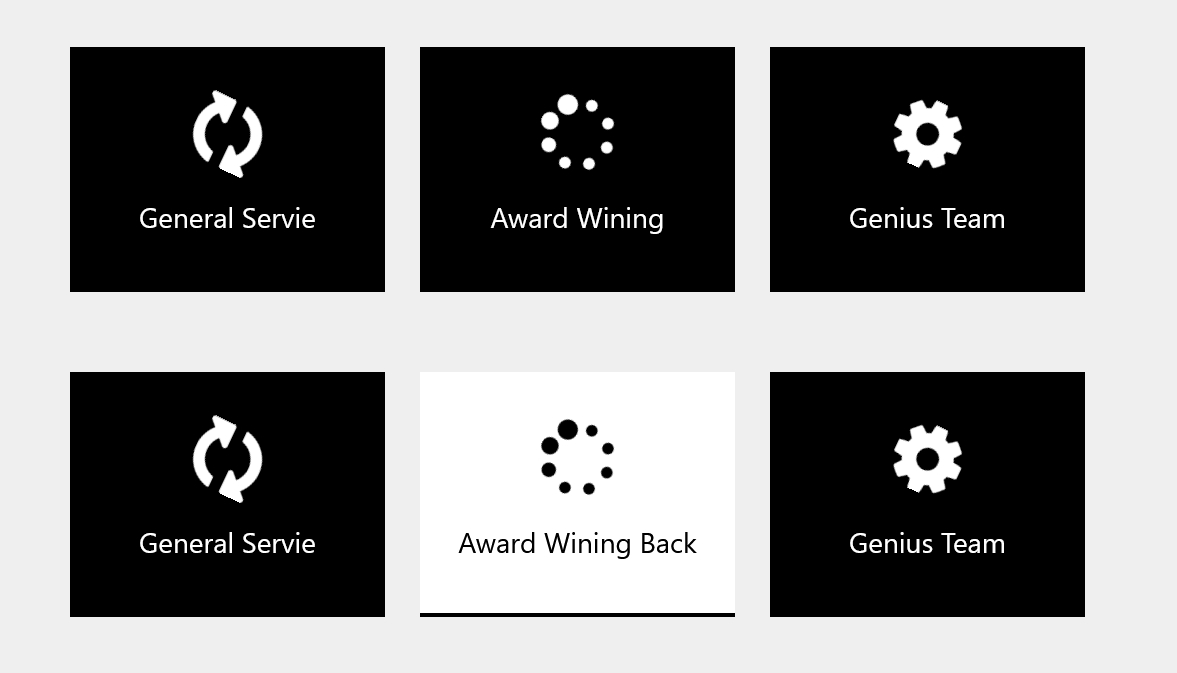 General Servie
Award Wining
Genius Team
General Servie
Award Wining Back
Genius Team